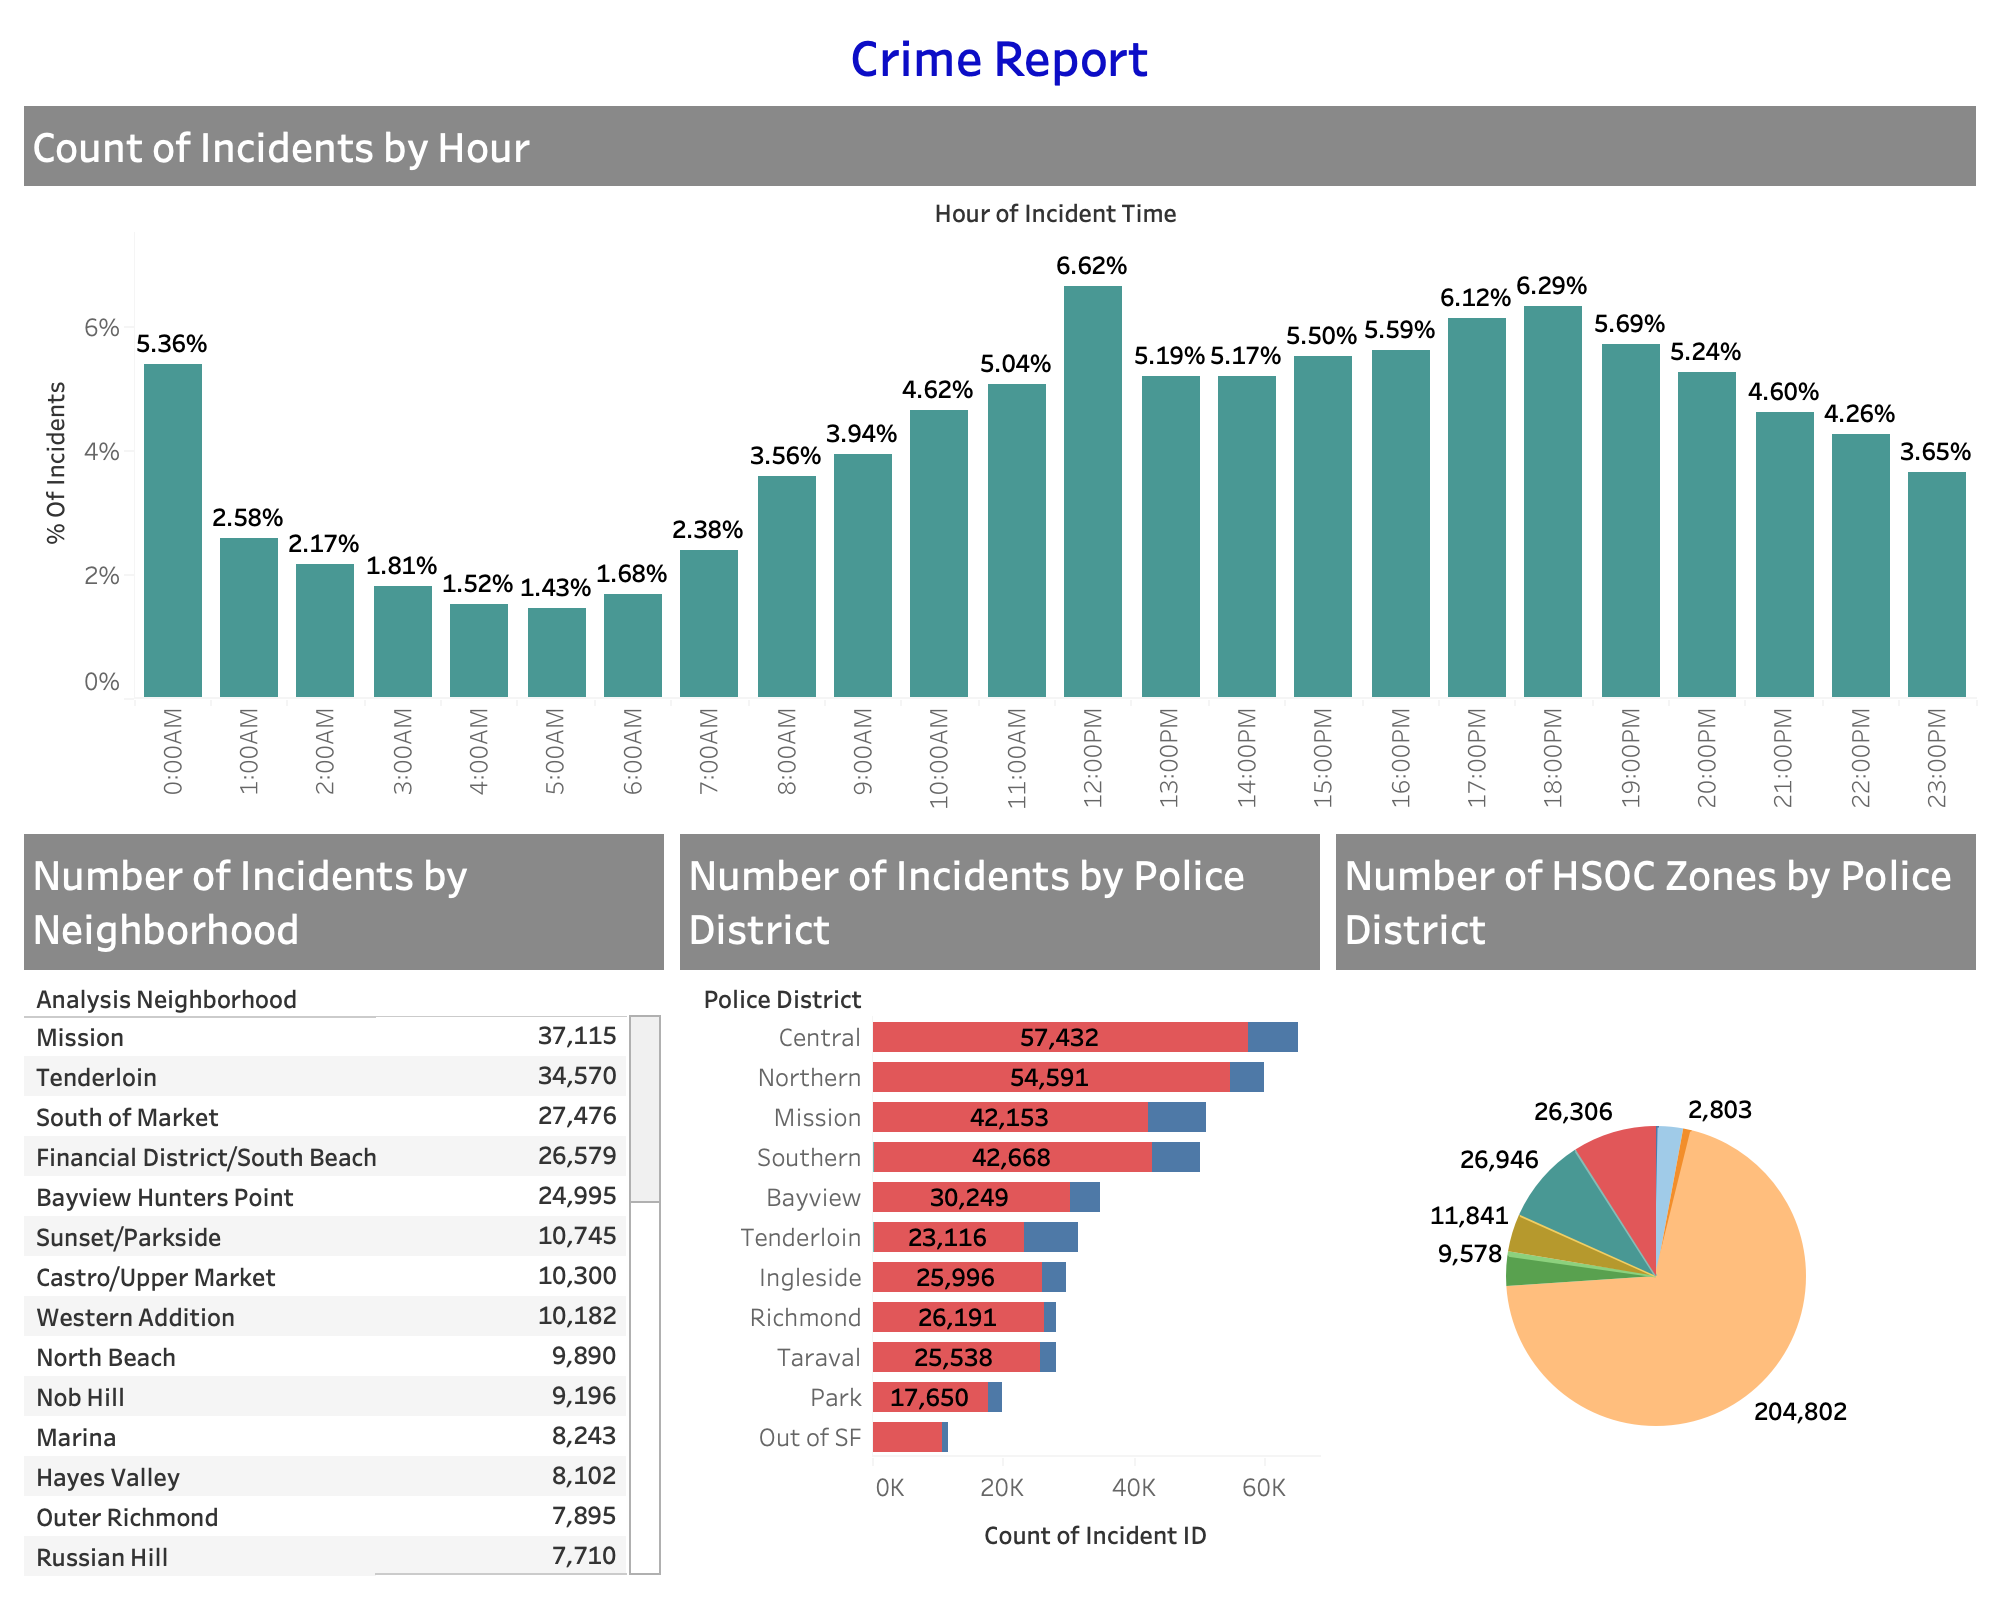 Crime Report
Count of Incidents by Hour
Hour of Incident Time
% Of Incidents
6%
4%
2%
0%
5.36%
2.58%
2.17%
1.81%
1.52%
1.43%
1.68%
2.38%
3.56%
3.94%
4.62%
5.04%
6.62%
5.19%
5.17%
5.50%
5.59%
6.12%
6.29%
5.69%
5.24%
4.60%
4.26%
3.65%
0:00AM
1:00AM
2:00AM
3:00AM
4:00AM
5:00AM
6:00AM
7:00AM
8:00AM
9:00AM
10:00AM
11:00AM
12:00PM
13:00PM
14:00PM
15:00PM
16:00PM
17:00PM
18:00PM
19:00PM
20:00PM
21:00PM
22:00PM
23:00PM
Number of Incidents by
Neighborhood
Analysis Neighborhood
Mission 37,115
Tenderloin 34,570
South of Market 27,476
Financial District/South Beach 26,579
Bayview Hunters Point 24,995
Sunset/Parkside 10,745
Castro/Upper Market 10,300
Western Addition 10,182
North Beach 9,890
Nob Hill 9,196
Marina 8,243
Hayes Valley 8,102
Outer Richmond 7,895
Russian Hill 7,710
Number of Incidents by Police
District
Police District
Central 57,432
Northern 54,591
Mission 42,153
Southern 42,668
Bayview 30,249
Tenderloin 23,116
Ingleside 25,996
Richmond 26,191
Taraval 25,538
Park 17,650
Out of SF
0K 20K 40K 60K
Count of Incident ID
Number of HSOC Zones by Police
District
26,306
2,803
26,946
11,841
9,578
204,802